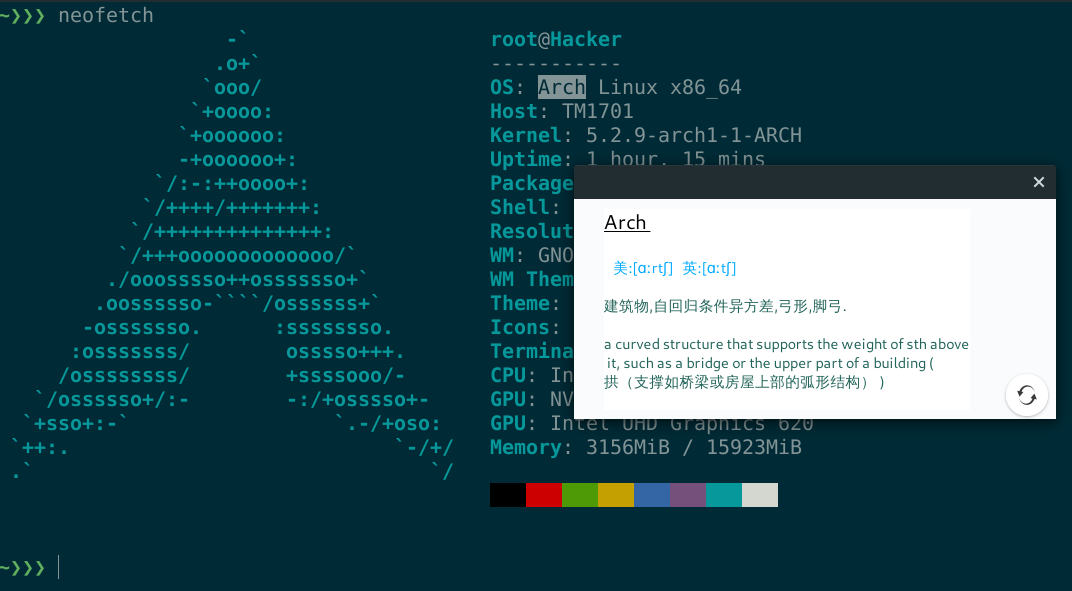 ~❯❯❯ neofetch
                  -`
                 .o+`
                `ooo/
               `+oooo:
              `+oooooo:
              -+oooooo+:
            `/:-:++oooo+:
           `/++++/+++++++:
          `/++++++++++++++:
         `/+++ooooooooooooo/`
        ./ooosssso++osssssso+`
       .oossssso-````/ossssss+`
      -osssssso.      :ssssssso.
     :osssssss/        osssso+++.
    /ossssssss/        +ssssooo/-
  `/ossssso+/:-        -:/+osssso+-
 `+sso+:-`                 `.-/+oso:
`++:.                           `-/+/
.`                                 `/
root@Hacker
-----------
OS: Arch Linux x86_64
Host: TM1701
Kernel: 5.2.9-arch1-1-ARCH
Uptime: 1 hour, 15 mins
Package
Shell:
Resolut
WM: GNO
WM Them
Theme:
Icons:
Termina
CPU: In
GPU: NV
GPU: Intel UHD Graphics 620
Memory: 3156MiB / 15923MiB
Arch
美:[ɑːrtʃ] 英:[ɑːtʃ]
建筑物,自回归条件异方差,弓形,脚弓.
a curved structure that supports the weight of sth above
it, such as a bridge or the upper part of a building (
拱（支撑如桥梁或房屋上部的弧形结构） )
~❯❯❯